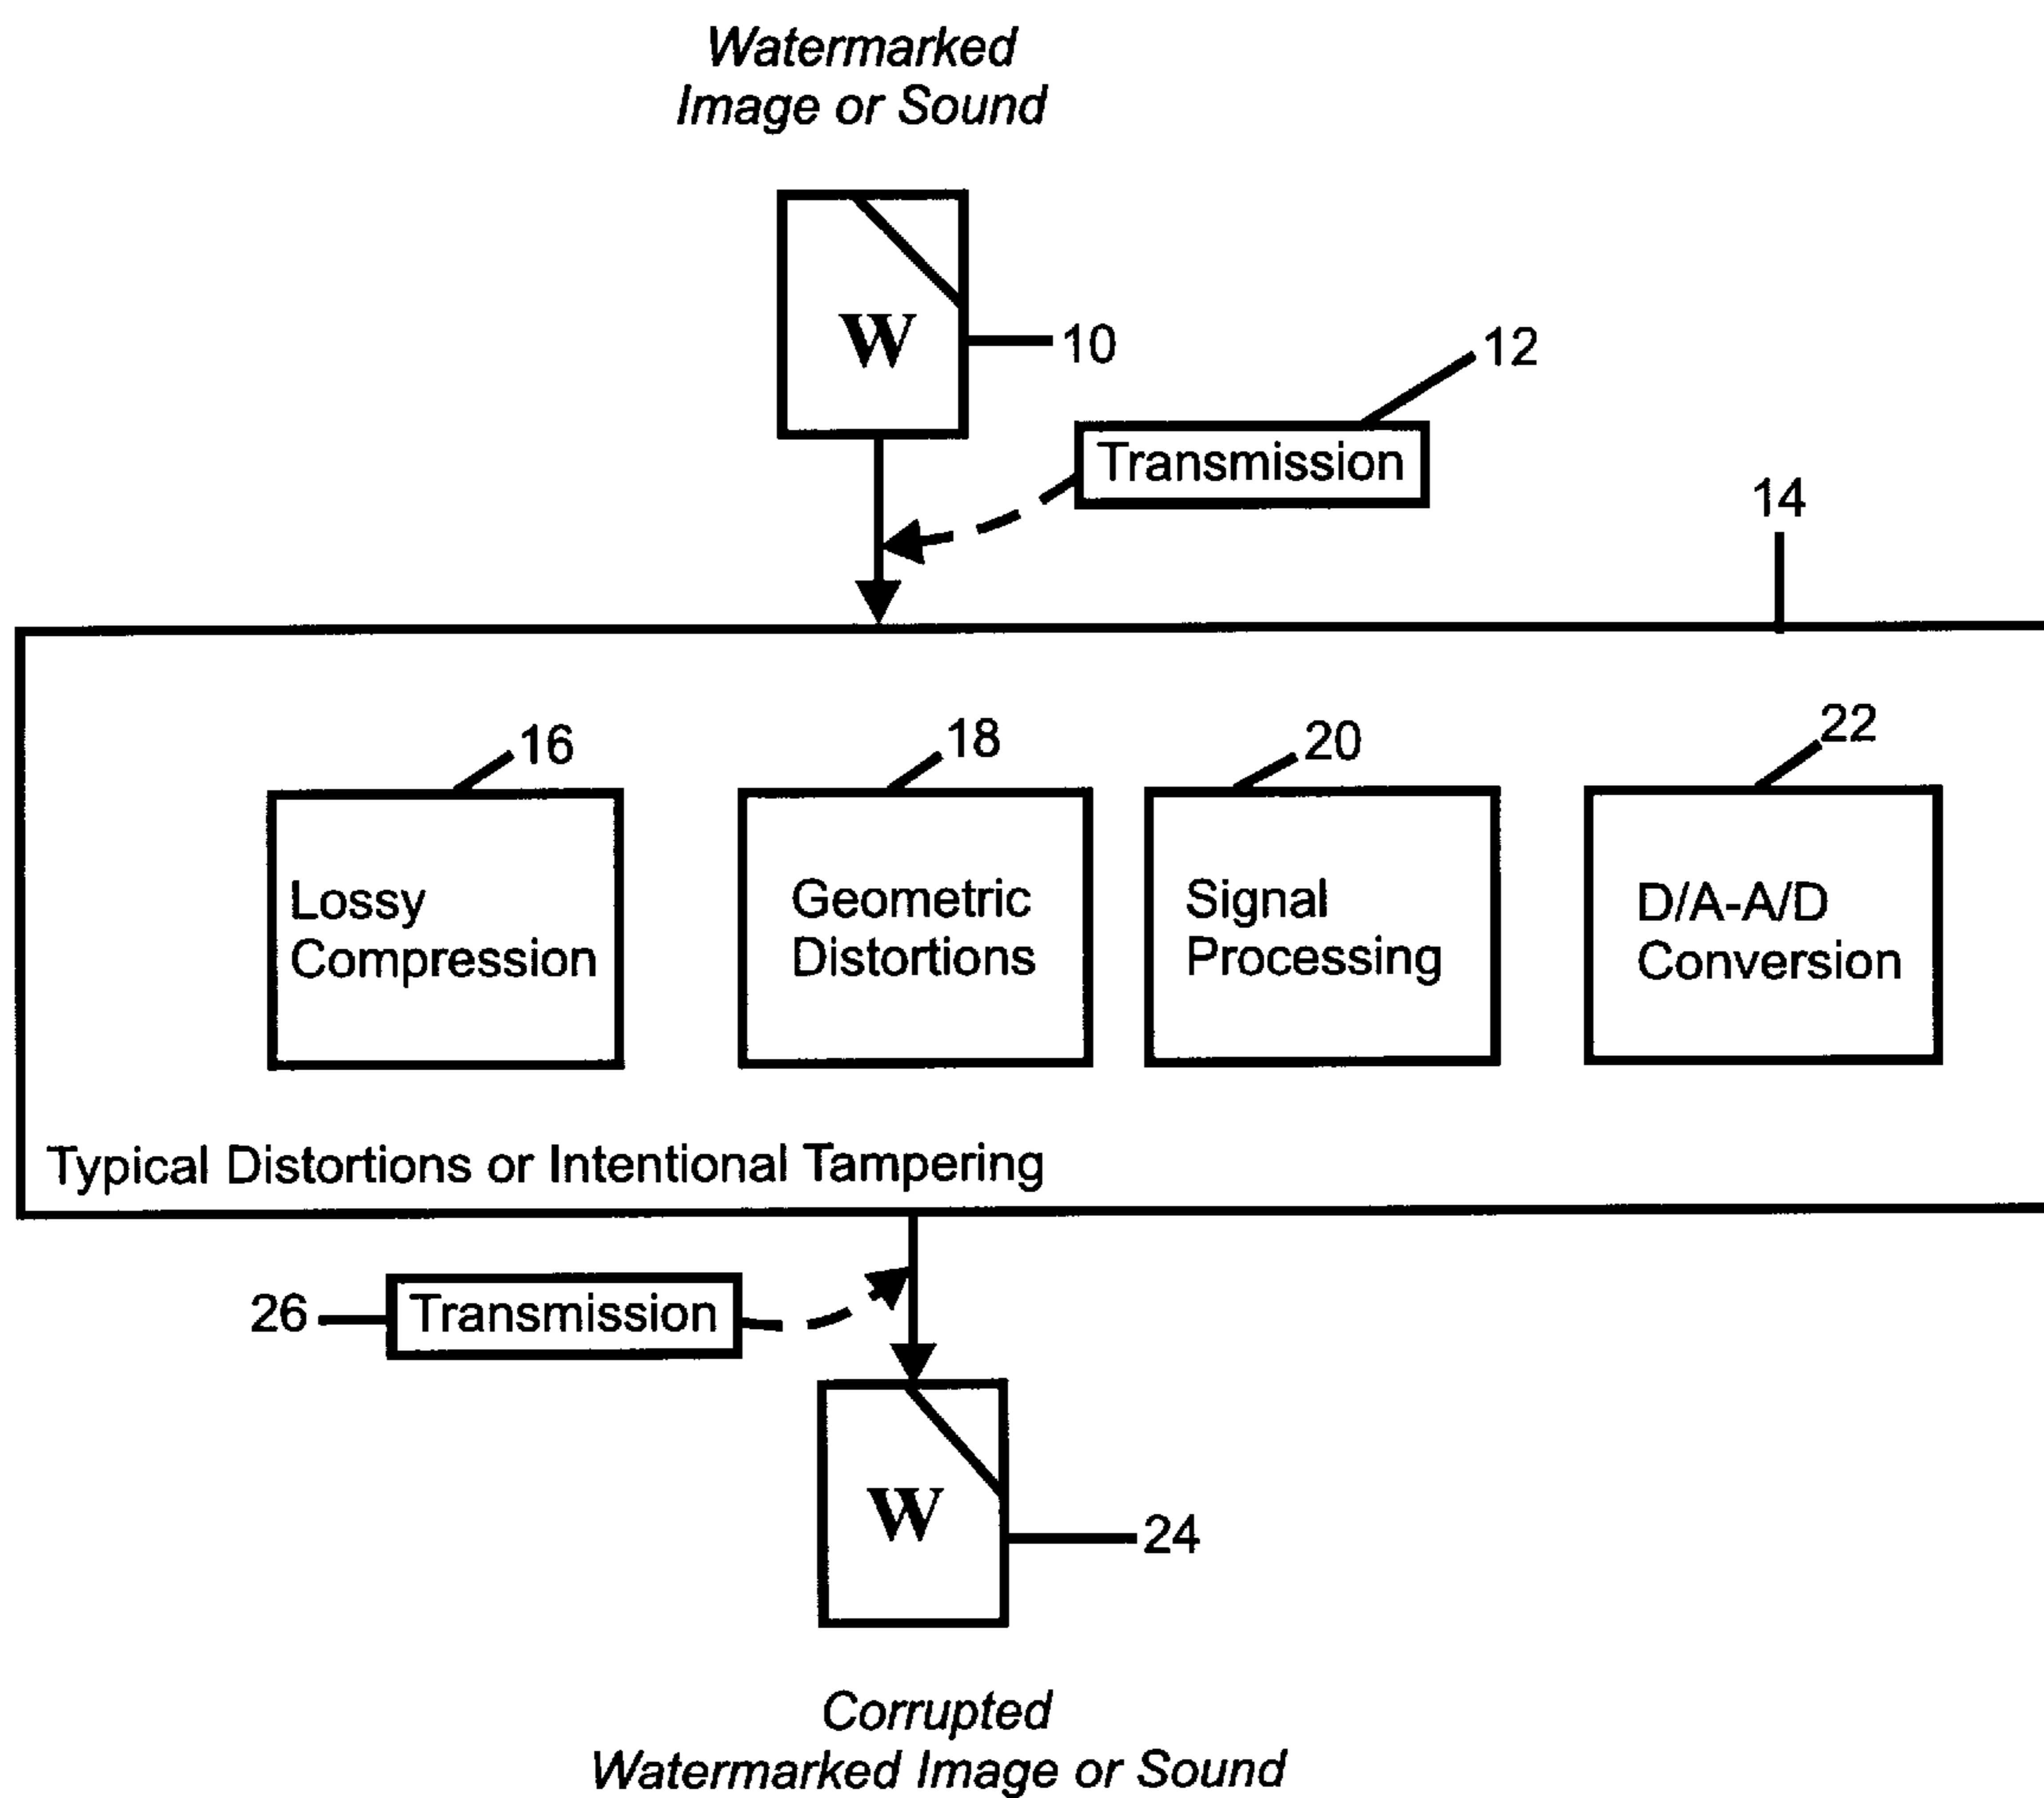 Watermarked
Image or Sound
W
10
12
Transmission
14
16
18
20
22
Lossy
Compression
Geometric
Distortions
Signal
Processing
D/A-A/D
Conversion
Typical Distortions or Intentional Tampering
26
Transmission
W
24
Corrupted
Watermarked Image or Sound